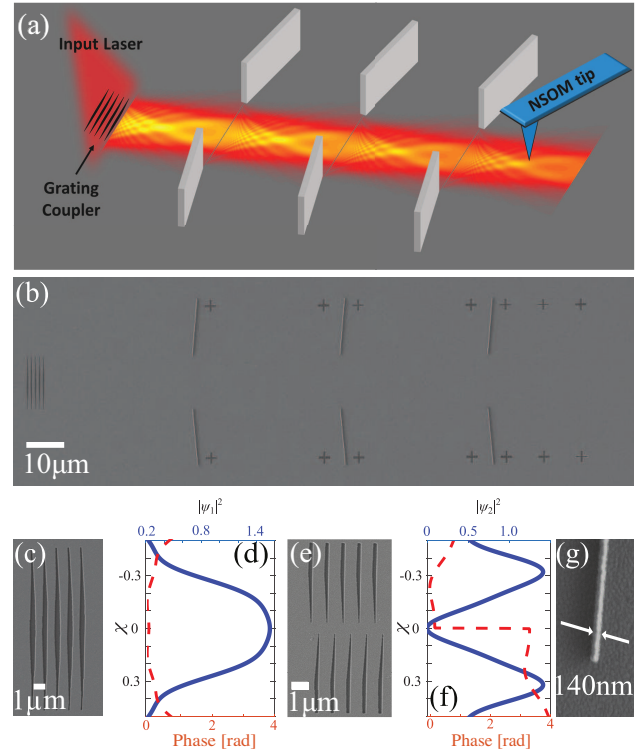 (a)
Input Laser
NSOM tip
Grating
Coupler
(b)
10μm
|ψ₁|²
|ψ₂|²
(c)
0.2 0.8 1.4
(d)
(e)
0 0.5 1.3
(g)
-0.3
-0.3
χ 0
χ 0
0.3
0.3
1μm
1μm
(f)
140nm
0 2 4
0 2 4
Phase [rad]
Phase [rad]